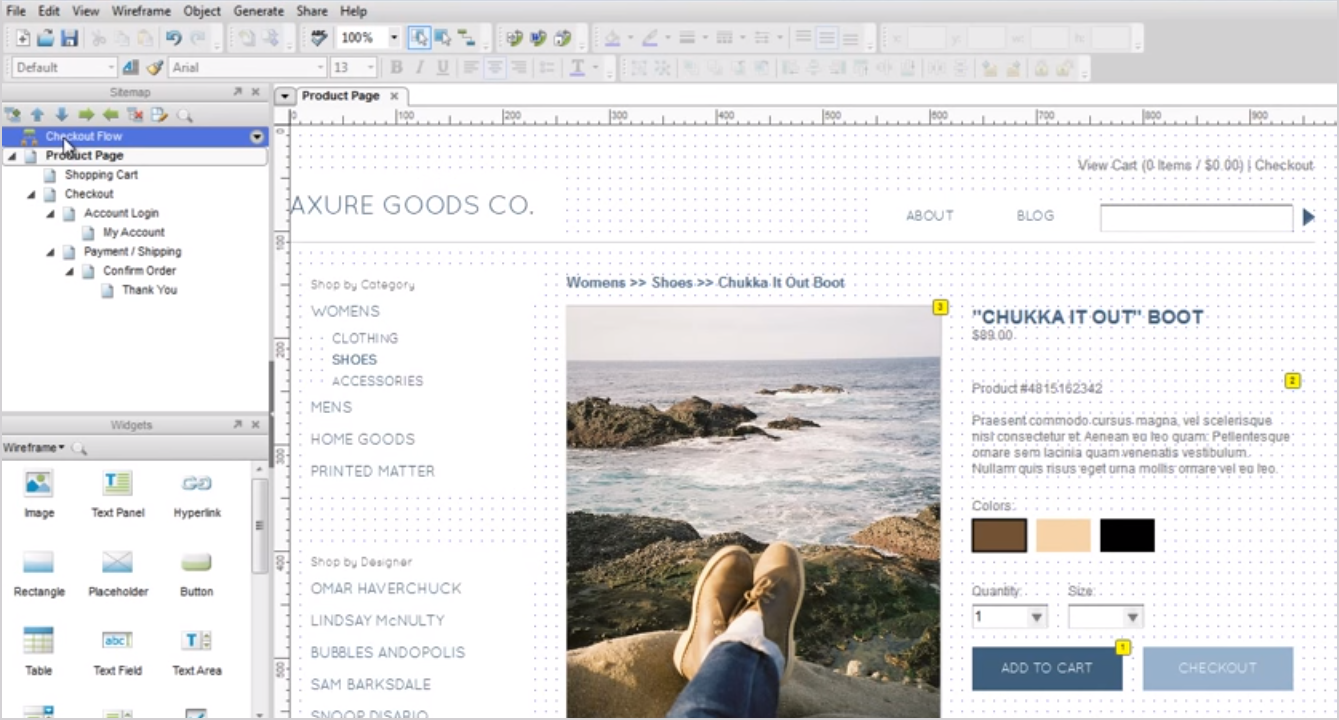 File Edit View Wireframe Object Generate Share Help
100%
Default Arial 13 B I U
Sitemap
Checkout Flow
Product Page
Shopping Cart
Checkout
Account Login
My Account
Payment / Shipping
Confirm Order
Thank You
Widgets
Wireframe
Image Text Panel Hyperlink
Rectangle Placeholder Button
abc
Table Text Field Text Area
Product Page
0 100 200 300 400 500 600 700 800 900
0
100
200
300
400
500
View Cart (0 Items / $0.00) | Checkout
AXURE GOODS CO.
ABOUT BLOG
Shop by Category
WOMENS
CLOTHING
SHOES
ACCESSORIES
MENS
HOME GOODS
PRINTED MATTER
Shop by Designer
OMAR HAVERCHUCK
LINDSAY McNULTY
BUBBLES ANDOPOLIS
SAM BARKSDALE
SNOOP DISARIO
Womens >> Shoes >> Chukka It Out Boot
3
"CHUKKA IT OUT" BOOT
$89.00
2
Product #4815162342
Praesent commodo cursus magna, vel scelerisque
nisl consectetur et. Aenean eu leo quam. Pellentesque
ornare sem lacinia quam venenatis vestibulum.
Nullam quis risus eget urna mollis ornare vel eu leo.
Colors:
Quantity: Size:
1
1
ADD TO CART CHECKOUT